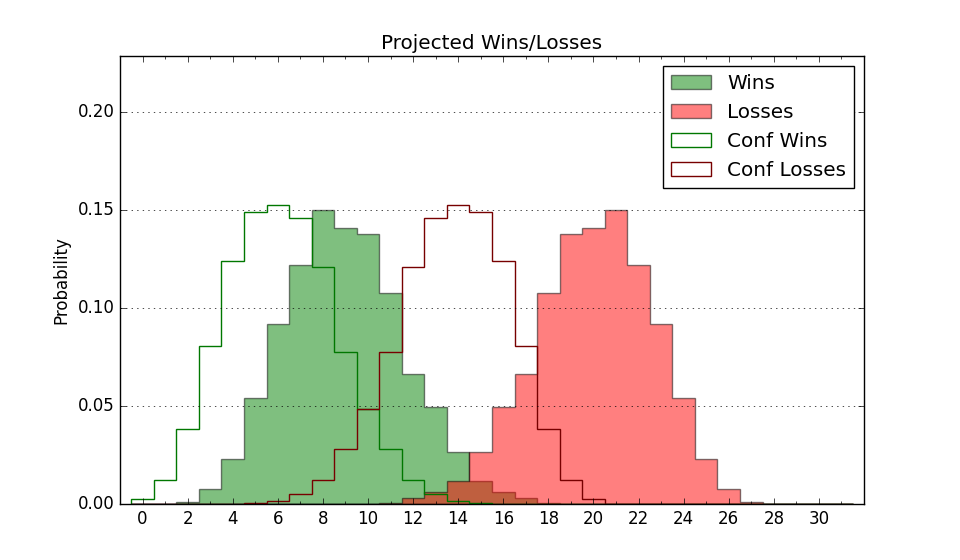 Projected Wins/Losses
Wins
Losses
Conf Wins
Conf Losses
Probability
0.20
0.15
0.10
0.05
0.00
0 2 4 6 8 10 12 14 16 18 20 22 24 26 28 30